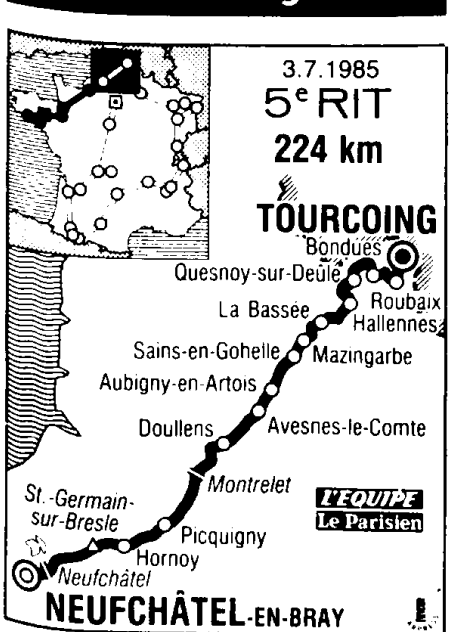 3.7.1985
5e RIT
224 km
TOURCOING
Bondues
Quesnoy-sur-Deûle
Roubaix
La Bassée
Hallennes
Sains-en-Gohelle
Mazingarbe
Aubigny-en-Artois
Avesnes-le-Comte
Doullens
Montrelet
L'EQUIPE
Le Parisien
St.-Germain-
sur-Bresle
Picquigny
Hornoy
Neufchâtel
NEUFCHÂTEL-EN-BRAY